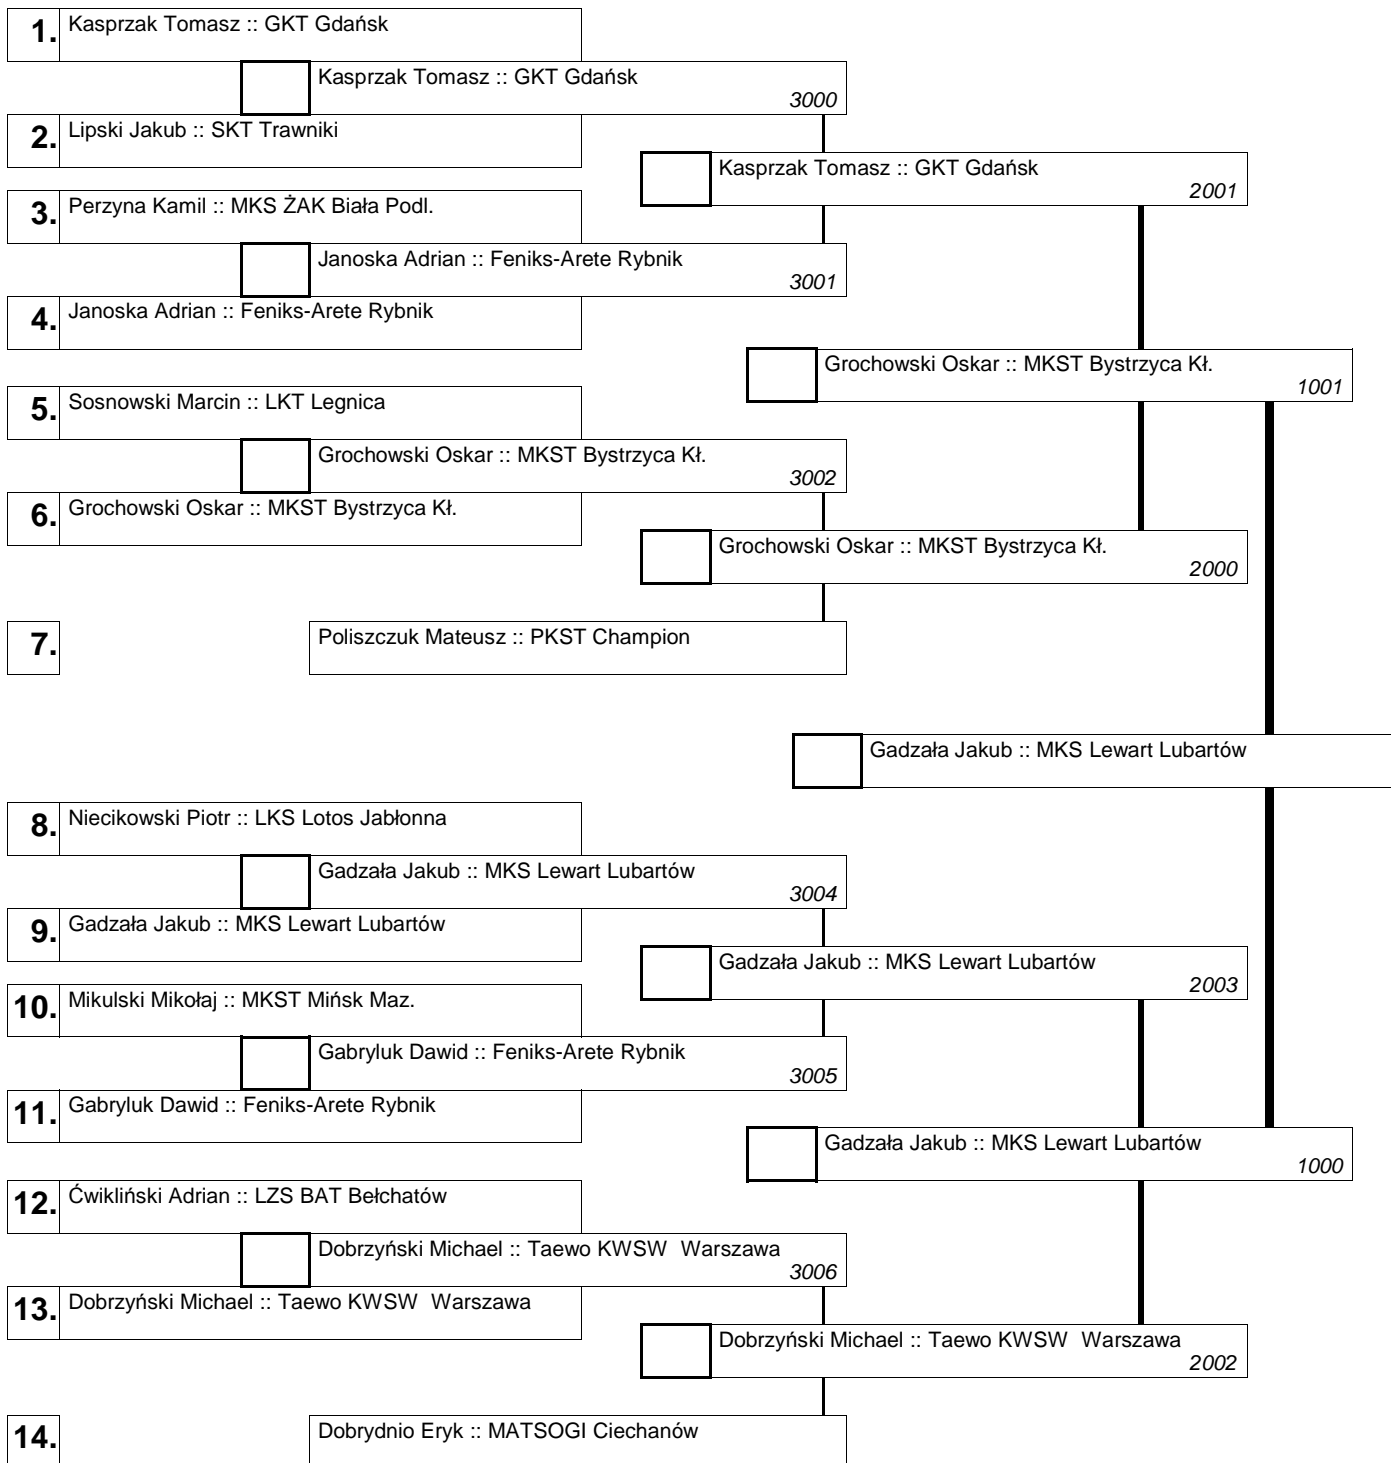 1. Kasprzak Tomasz :: GKT Gdańsk
Kasprzak Tomasz :: GKT Gdańsk
3000
2. Lipski Jakub :: SKT Trawniki
Kasprzak Tomasz :: GKT Gdańsk
2001
3. Perzyna Kamil :: MKS ŻAK Biała Podl.
Janoska Adrian :: Feniks-Arete Rybnik
3001
4. Janoska Adrian :: Feniks-Arete Rybnik
Grochowski Oskar :: MKST Bystrzyca Kł.
1001
5. Sosnowski Marcin :: LKT Legnica
Grochowski Oskar :: MKST Bystrzyca Kł.
3002
6. Grochowski Oskar :: MKST Bystrzyca Kł.
Grochowski Oskar :: MKST Bystrzyca Kł.
2000
7. Poliszczuk Mateusz :: PKST Champion
Gadzała Jakub :: MKS Lewart Lubartów
8. Niecikowski Piotr :: LKS Lotos Jabłonna
Gadzała Jakub :: MKS Lewart Lubartów
3004
9. Gadzała Jakub :: MKS Lewart Lubartów
Gadzała Jakub :: MKS Lewart Lubartów
2003
10. Mikulski Mikołaj :: MKST Mińsk Maz.
Gabryluk Dawid :: Feniks-Arete Rybnik
3005
11. Gabryluk Dawid :: Feniks-Arete Rybnik
Gadzała Jakub :: MKS Lewart Lubartów
1000
12. Ćwikliński Adrian :: LZS BAT Bełchatów
Dobrzyński Michael :: Taewo KWSW  Warszawa
3006
13. Dobrzyński Michael :: Taewo KWSW  Warszawa
Dobrzyński Michael :: Taewo KWSW  Warszawa
2002
14. Dobrydnio Eryk :: MATSOGI Ciechanów